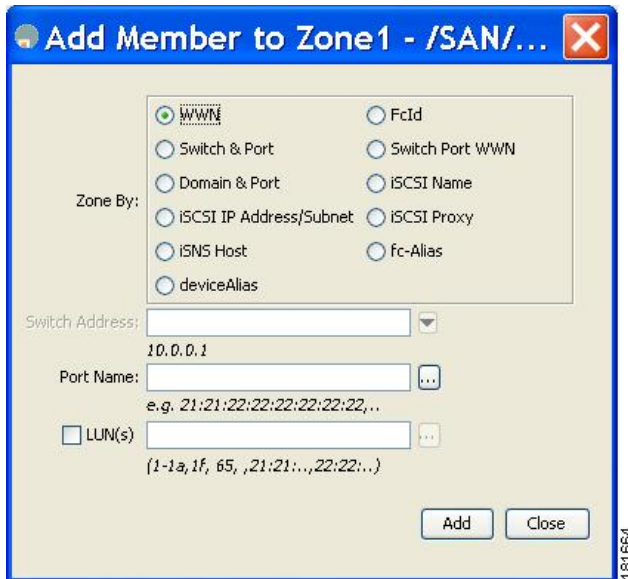 Add Member to Zone1 - /SAN/...
WWN
FcId
Switch & Port
Switch Port WWN
Zone By:
Domain & Port
iSCSI Name
iSCSI IP Address/Subnet
iSCSI Proxy
iSNS Host
fc-Alias
deviceAlias
Switch Address:
10.0.0.1
Port Name:
...
e.g. 21:21:22:22:22:22:22:22,..
LUN(s)
...
(1-1a,1f, 65, ,21:21:..,22:22:..)
Add
Close
181664